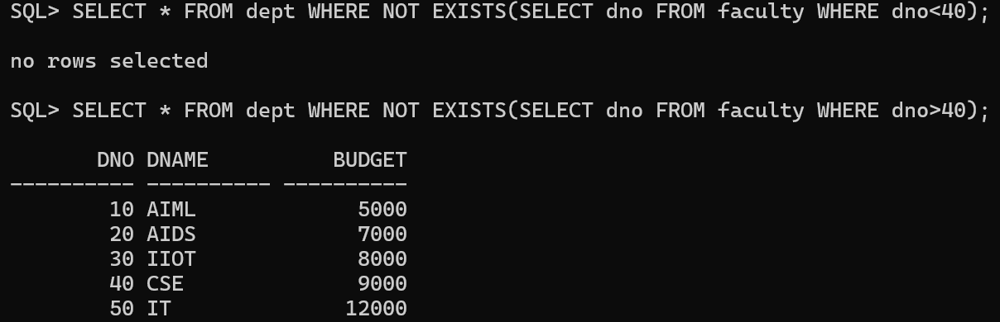 SQL> SELECT * FROM dept WHERE NOT EXISTS(SELECT dno FROM faculty WHERE dno<40);
no rows selected
SQL> SELECT * FROM dept WHERE NOT EXISTS(SELECT dno FROM faculty WHERE dno>40);
       DNO DNAME          BUDGET
---------- ---------- ----------
        10 AIML             5000
        20 AIDS             7000
        30 IIOT             8000
        40 CSE              9000
        50 IT              12000